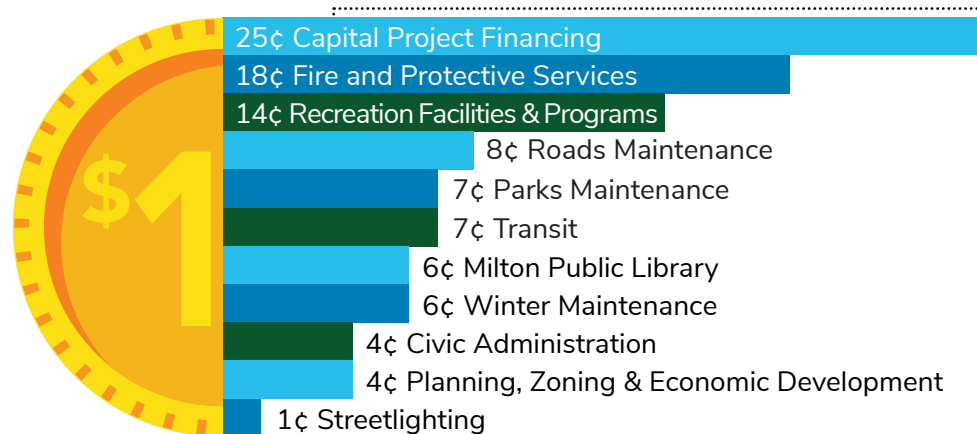 $1
25¢ Capital Project Financing
18¢ Fire and Protective Services
14¢ Recreation Facilities & Programs
8¢ Roads Maintenance
7¢ Parks Maintenance
7¢ Transit
6¢ Milton Public Library
6¢ Winter Maintenance
4¢ Civic Administration
4¢ Planning, Zoning & Economic Development
1¢ Streetlighting